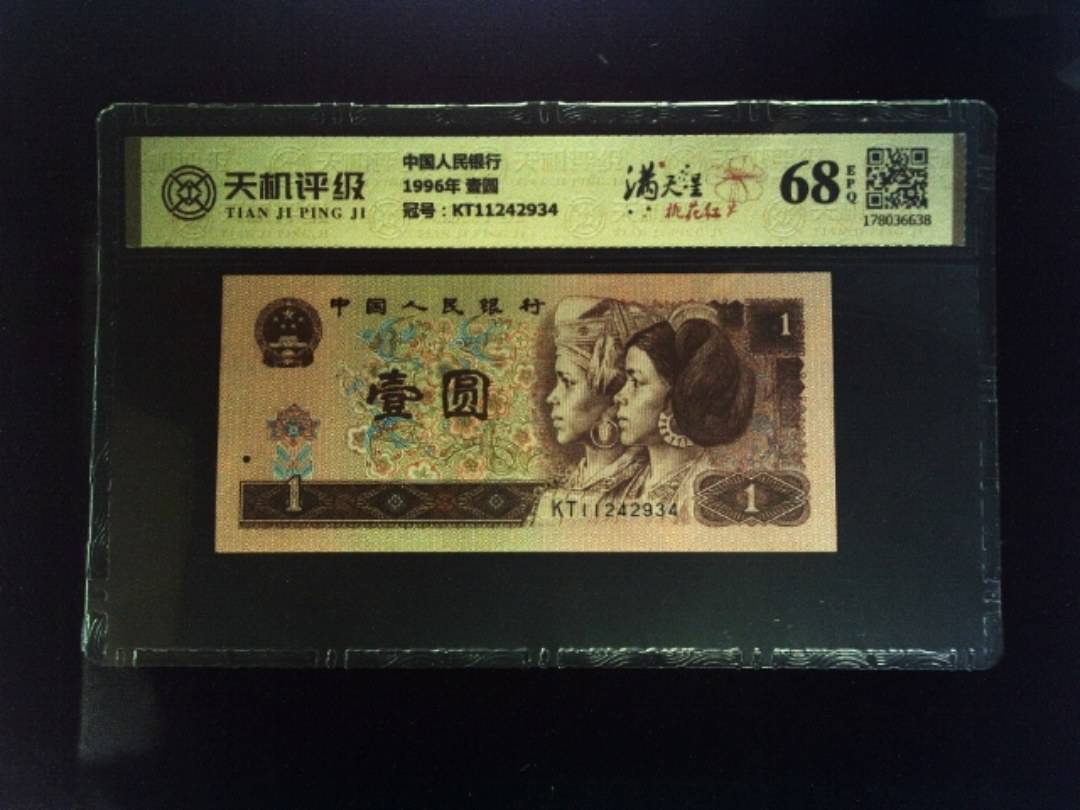 天机评级
TIAN JI PING JI
中国人民银行
1996年 壹圆
冠号：KT11242934
满天星
桃花红
68
EPQ
178036638
中国人民银行
1
壹圆
1
KT11242934
1